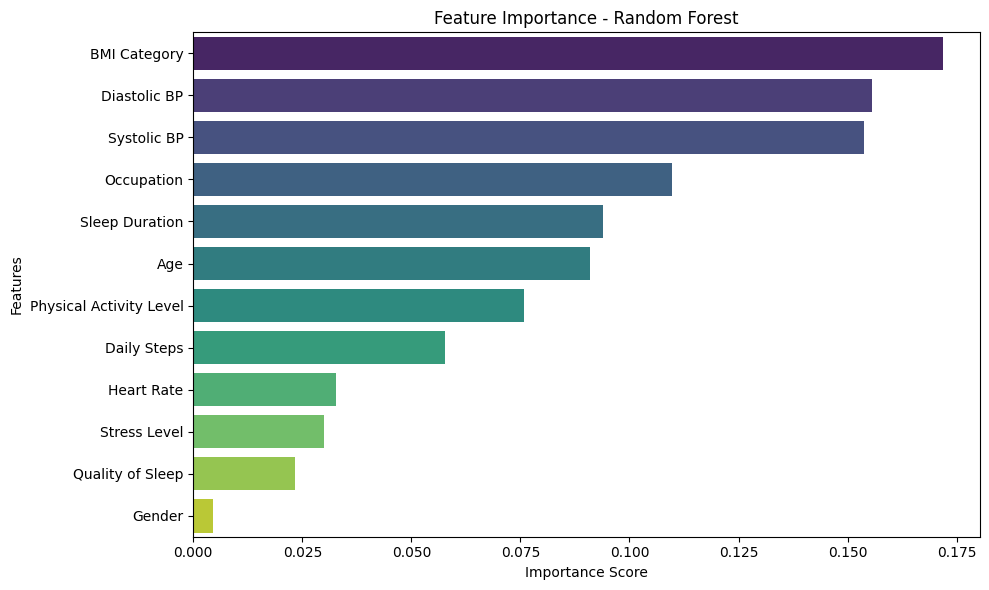 Feature Importance - Random Forest
Features
BMI Category
Diastolic BP
Systolic BP
Occupation
Sleep Duration
Age
Physical Activity Level
Daily Steps
Heart Rate
Stress Level
Quality of Sleep
Gender
0.000 0.025 0.050 0.075 0.100 0.125 0.150 0.175
Importance Score